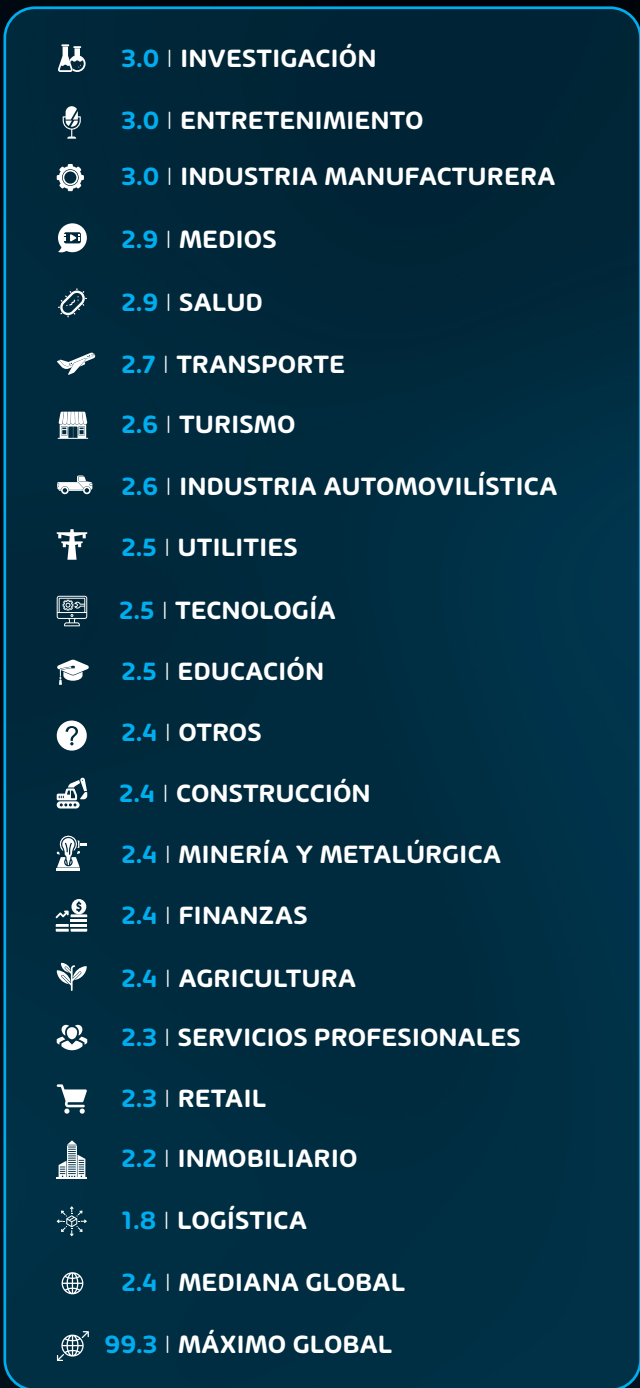 3.0 | INVESTIGACIÓN
3.0 | ENTRETENIMIENTO
3.0 | INDUSTRIA MANUFACTURERA
2.9 | MEDIOS
2.9 | SALUD
2.7 | TRANSPORTE
2.6 | TURISMO
2.6 | INDUSTRIA AUTOMOVILÍSTICA
2.5 | UTILITIES
2.5 | TECNOLOGÍA
2.5 | EDUCACIÓN
2.4 | OTROS
2.4 | CONSTRUCCIÓN
2.4 | MINERÍA Y METALÚRGICA
2.4 | FINANZAS
2.4 | AGRICULTURA
2.3 | SERVICIOS PROFESIONALES
2.3 | RETAIL
2.2 | INMOBILIARIO
1.8 | LOGÍSTICA
2.4 | MEDIANA GLOBAL
99.3 | MÁXIMO GLOBAL